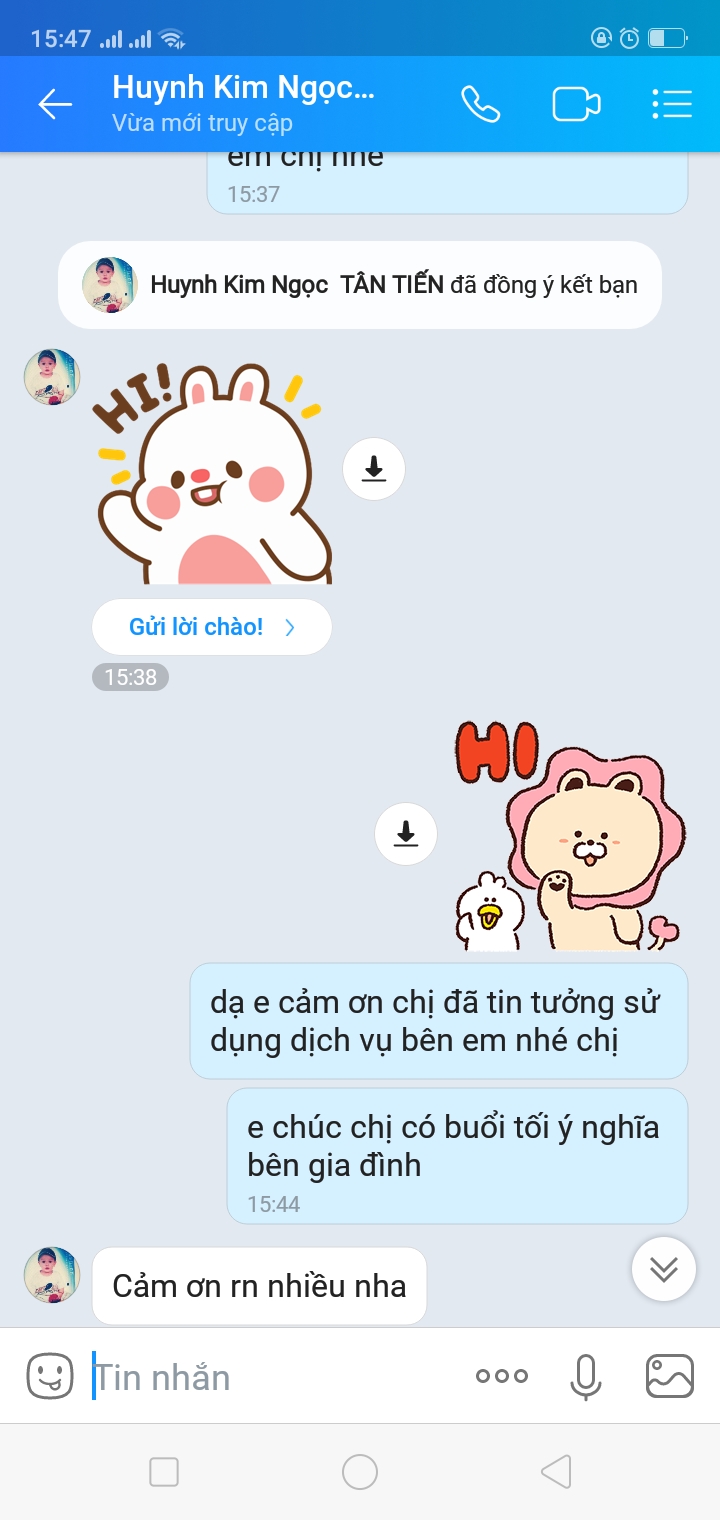 15:47
Huynh Kim Ngọc...
Vừa mới truy cập
em chị nhé
15:37
Huynh Kim Ngọc TÂN TIẾN đã đồng ý kết bạn
HI!
Gửi lời chào!
15:38
HI
dạ e cảm ơn chị đã tin tưởng sử
dụng dịch vụ bên em nhé chị
e chúc chị có buổi tối ý nghĩa
bên gia đình
15:44
Cảm ơn rn nhiều nha
Tin nhắn